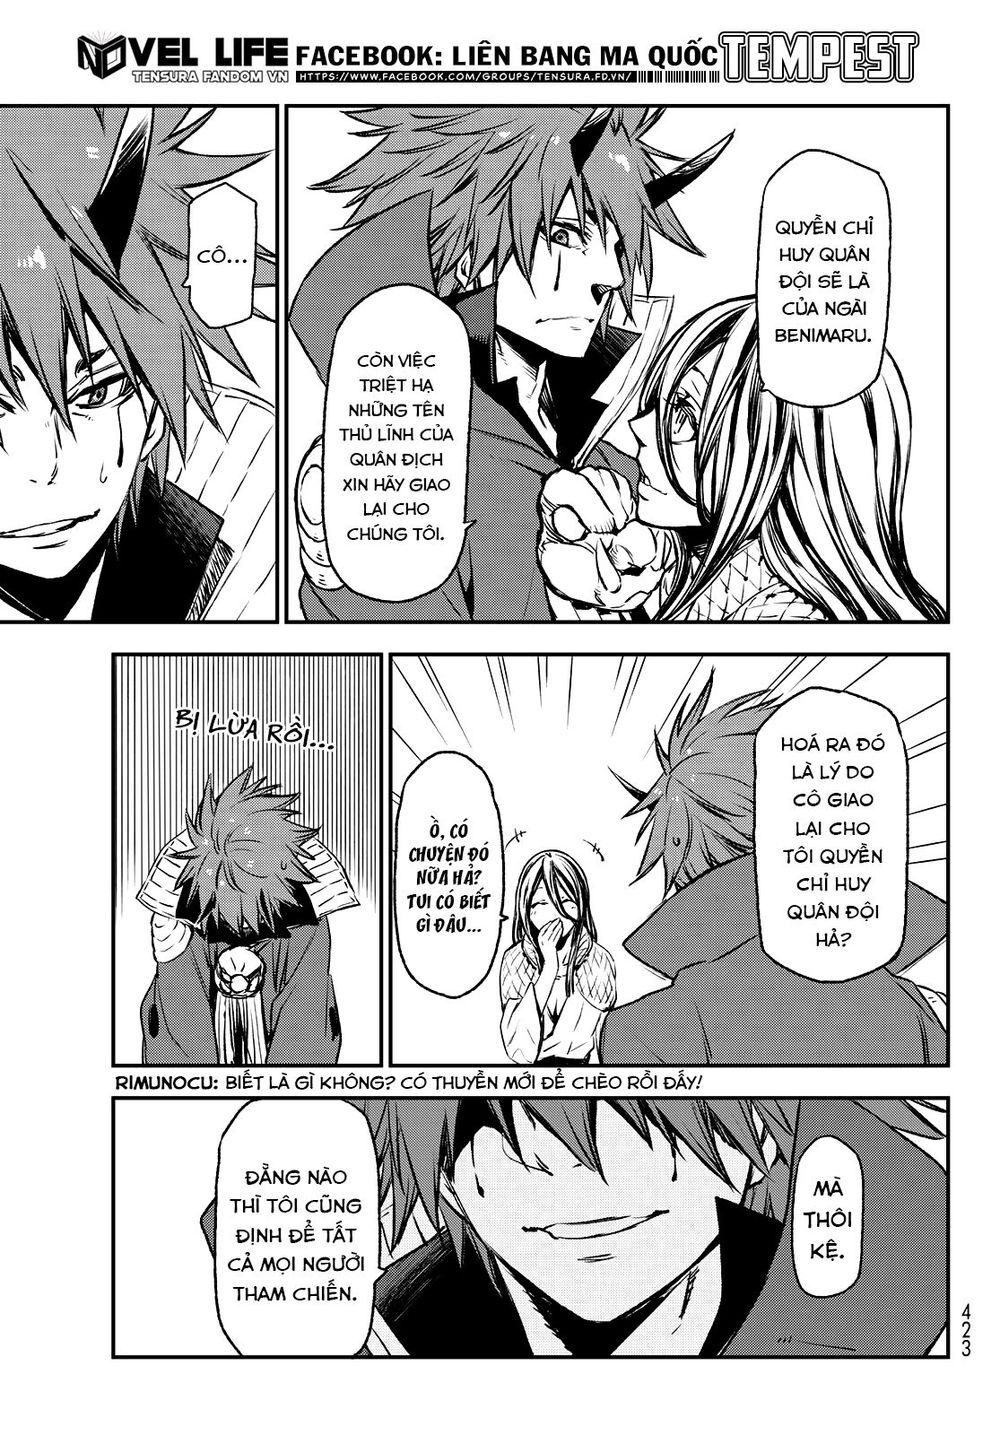 NOVEL LIFE
TENSURA FANDOM VN
FACEBOOK: LIÊN BANG MA QUỐC
HTTPS://WWW.FACEBOOK.COM/GROUPS/TENSURA.FD.VN/
TEMPEST
QUYỀN CHỈ
HUY QUÂN
ĐỘI SẼ LÀ
CỦA NGÀI
BENIMARU.
CÒN VIỆC
TRIỆT HẠ
NHỮNG TÊN
THỦ LĨNH CỦA
QUÂN ĐỊCH
XIN HÃY GIAO
LẠI CHO
CHÚNG TÔI.
CÔ...
HOÁ RA ĐÓ
LÀ LÝ DO
CÔ GIAO
LẠI CHO
TÔI QUYỀN
CHỈ HUY
QUÂN ĐỘI
HẢ?
Ồ, CÓ
CHUYỆN ĐÓ
NỮA HẢ?
TUI CÓ BIẾT
GÌ ĐÂU...
BỊ LỪA RỒI...
RIMUNOCU: BIẾT LÀ GÌ KHÔNG? CÓ THUYỀN MỚI ĐỂ CHÈO RỒI ĐẤY!
MÀ
THÔI
KỆ.
ĐẰNG NÀO
THÌ TÔI CŨNG
ĐỊNH ĐỂ TẤT
CẢ MỌI NGƯỜI
THAM CHIẾN.
423